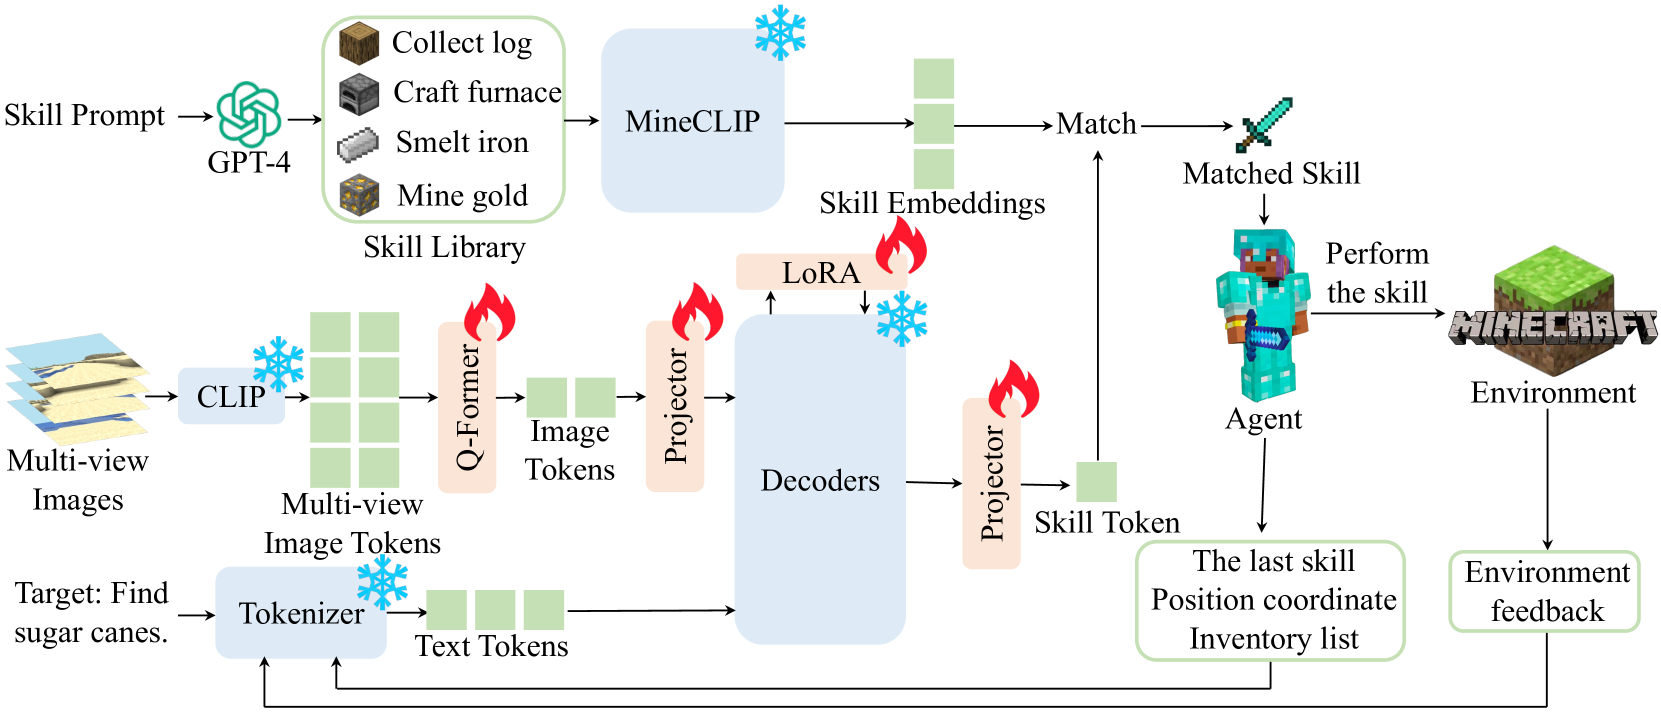 Skill Prompt
GPT-4
Collect log
Craft furnace
Smelt iron
Mine gold
Skill Library
MineCLIP
Skill Embeddings
Match
Matched Skill
Agent
Perform
the skill
MINECRAFT
Environment
Multi-view
Images
CLIP
Multi-view
Image Tokens
Q-Former
Image
Tokens
Projector
LoRA
Decoders
Projector
Skill Token
Target: Find
sugar canes.
Tokenizer
Text Tokens
The last skill
Position coordinate
Inventory list
Environment
feedback